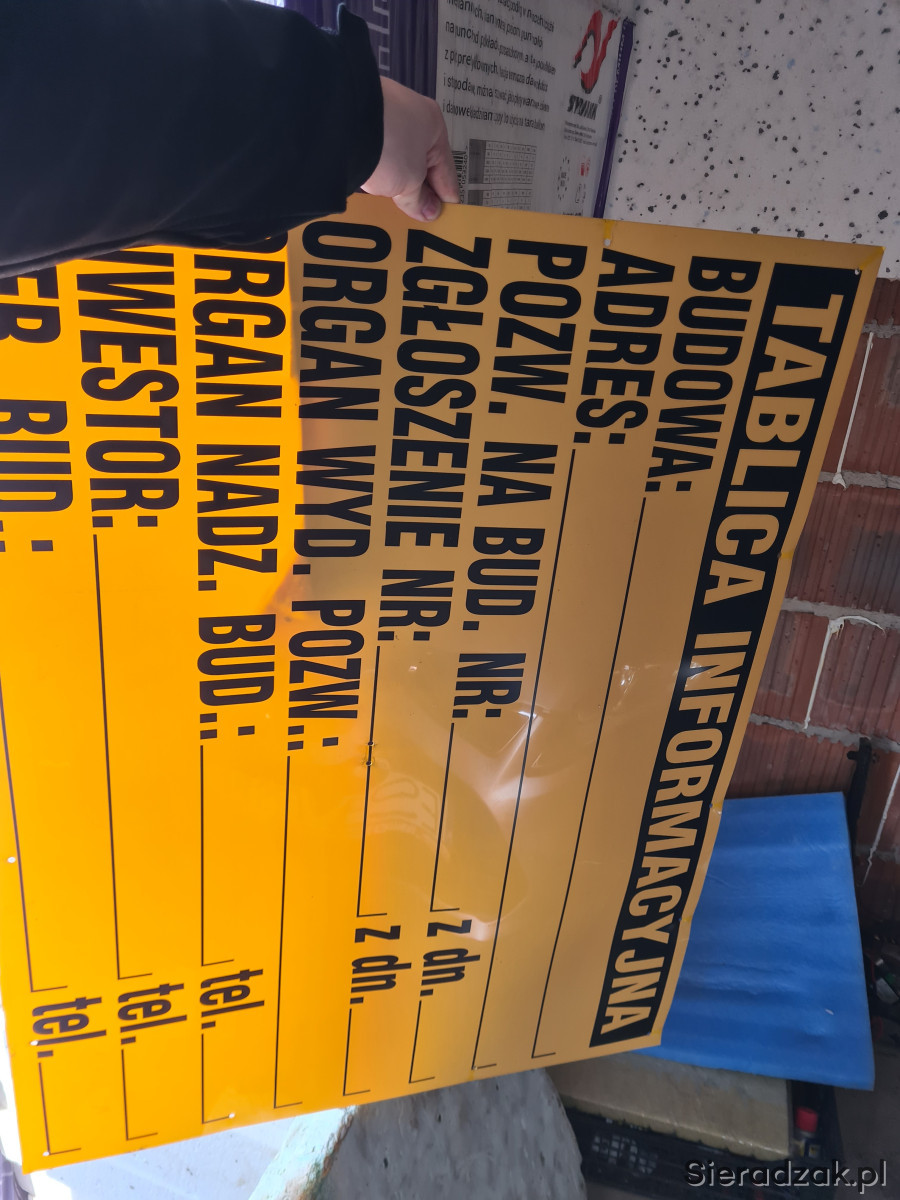 TABLICA INFORMACYJNA
BUDOWA:
ADRES:
POZW. NA BUD. NR: z dn.
ZGŁOSZENIE NR: z dn.
ORGAN WYD. POZW.:
ORGAN NADZ. BUD.: tel.
INWESTOR: tel.
BUD.: tel.
Sieradzak.pl